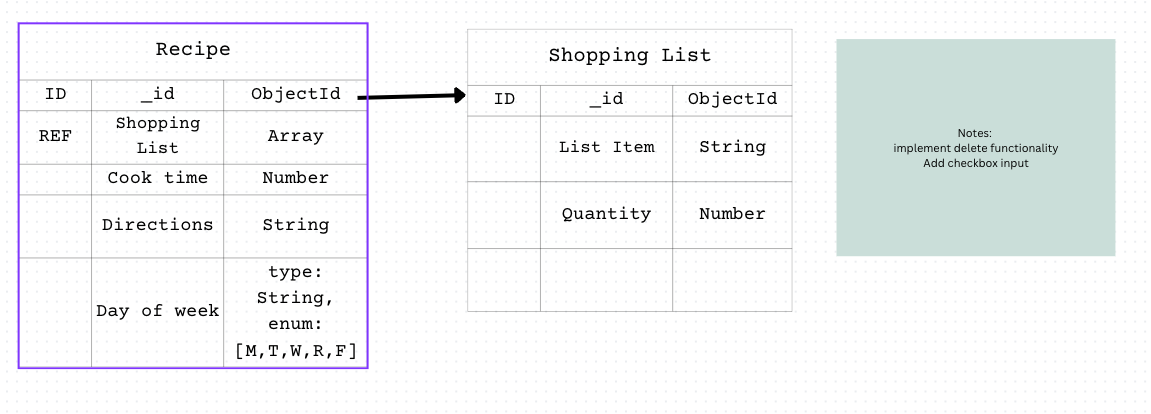 Recipe
ID _id ObjectId
REF Shopping List Array
Cook time Number
Directions String
Day of week type: String, enum: [M,T,W,R,F]
Shopping List
ID _id ObjectId
List Item String
Quantity Number
Notes:
implement delete functionality
Add checkbox input